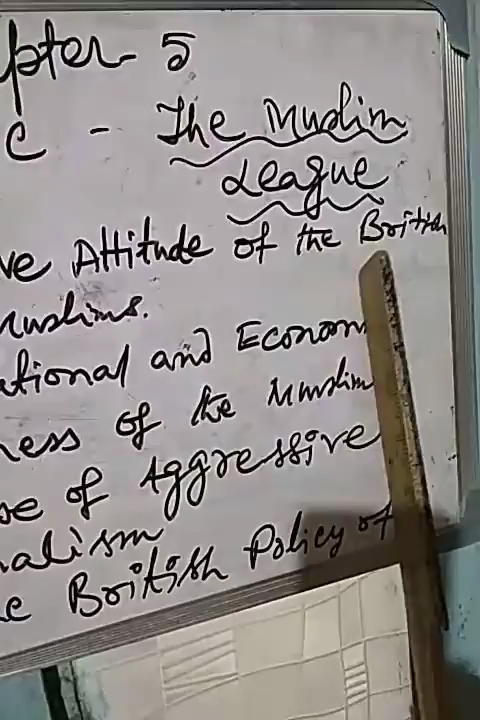 pter 5
c - The Muslim
League
ve Attitude of the British
Muslims.
ational and Econom
ness of the Muslim
se of Aggressive
nalism
e British Policy of